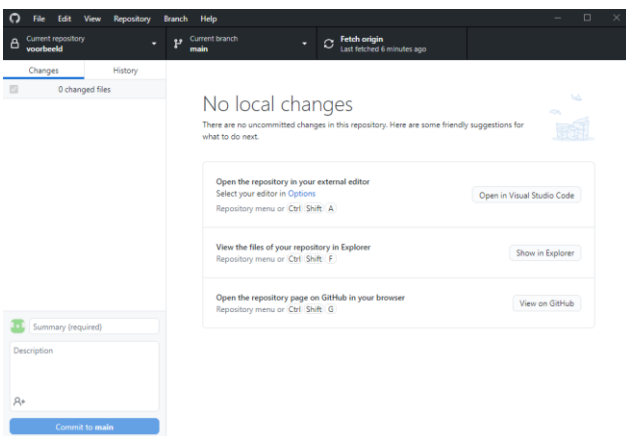 File Edit View Repository Branch Help
Current repository
voorbeeld
Current branch
main
Fetch origin
Last fetched 6 minutes ago
Changes History
0 changed files
No local changes
There are no uncommitted changes in this repository. Here are some friendly suggestions for
what to do next.
Open the repository in your external editor
Select your editor in Options
Repository menu or Ctrl Shift A
Open in Visual Studio Code
View the files of your repository in Explorer
Repository menu or Ctrl Shift F
Show in Explorer
Open the repository page on GitHub in your browser
Repository menu or Ctrl Shift G
View on GitHub
Summary (required)
Description
Commit to main